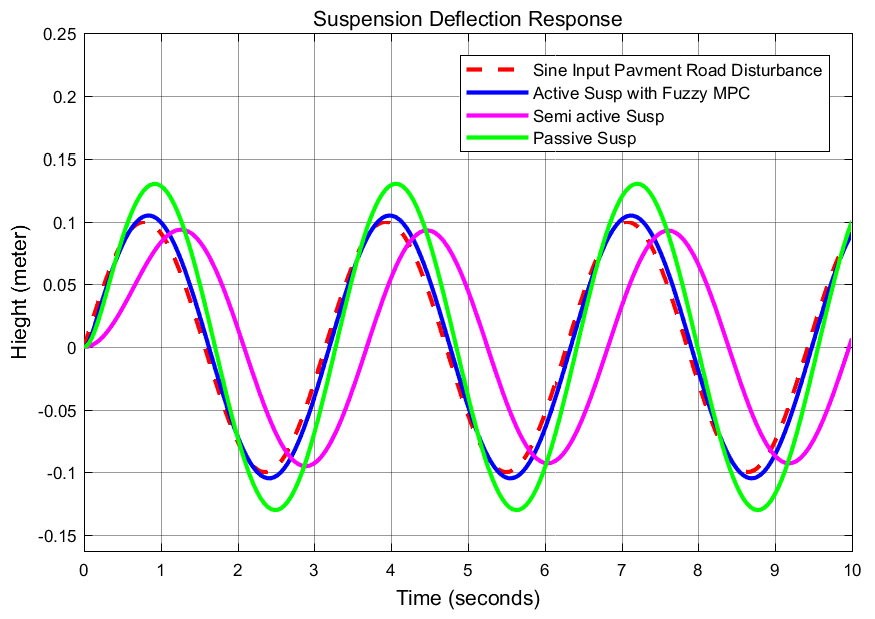 Suspension Deflection Response
0.25
0.2
0.15
0.1
0.05
0
-0.05
-0.1
-0.15
Hieght (meter)
Sine Input Pavment Road Disturbance
Active Susp with Fuzzy MPC
Semi active Susp
Passive Susp
0 1 2 3 4 5 6 7 8 9 10
Time (seconds)